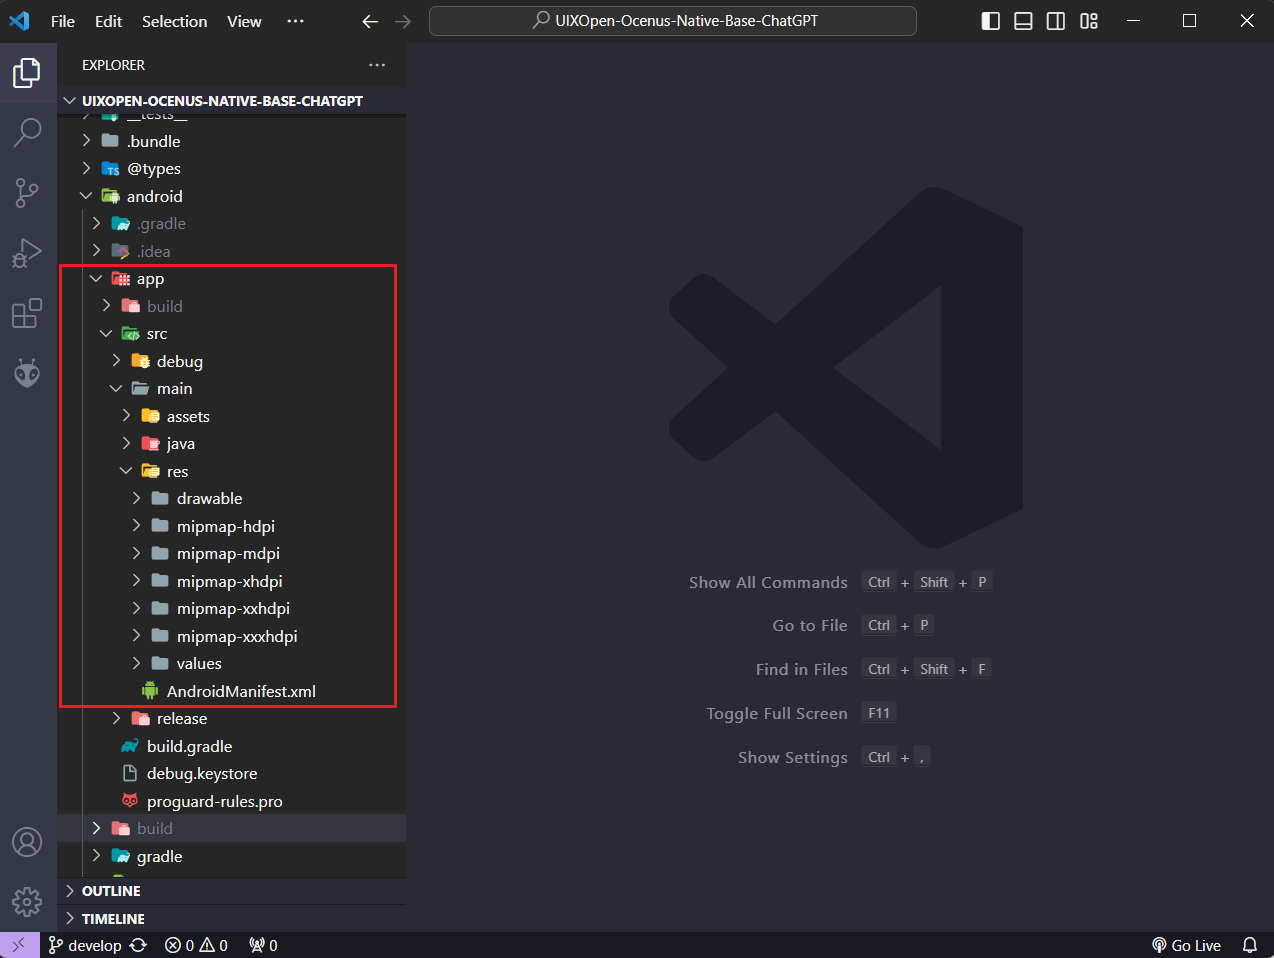 File Edit Selection View ··· UIXOpen-Ocenus-Native-Base-ChatGPT
EXPLORER ···
UIXOPEN-OCENUS-NATIVE-BASE-CHATGPT
__tests__
.bundle
@types
android
.gradle
.idea
app
build
src
debug
main
assets
java
res
drawable
mipmap-hdpi
mipmap-mdpi
mipmap-xhdpi
mipmap-xxhdpi
mipmap-xxxhdpi
values
AndroidManifest.xml
release
build.gradle
debug.keystore
proguard-rules.pro
build
gradle
OUTLINE
TIMELINE
Show All Commands Ctrl + Shift + P
Go to File Ctrl + P
Find in Files Ctrl + Shift + F
Toggle Full Screen F11
Show Settings Ctrl + ,
develop 0 0 0 Go Live